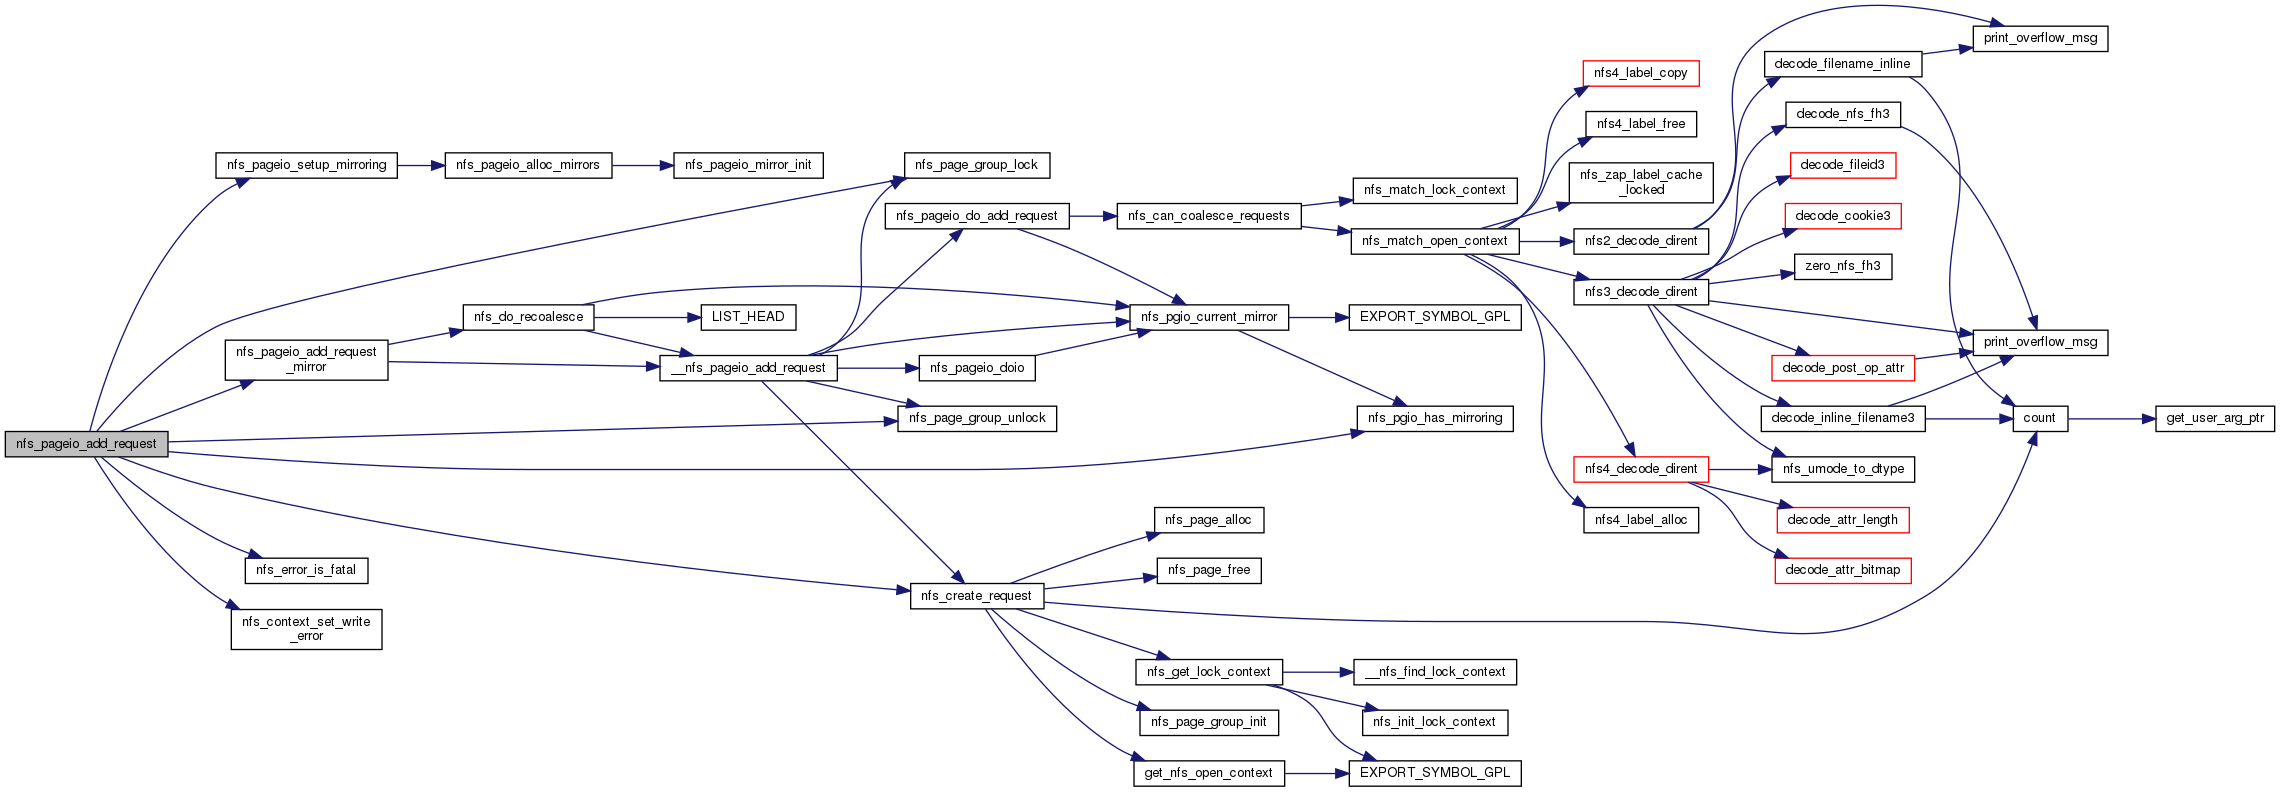 nfs_pageio_add_request
nfs_pageio_setup_mirroring
nfs_pageio_alloc_mirrors
nfs_pageio_mirror_init
nfs_page_group_lock
nfs_pageio_add_request
_mirror
nfs_do_recoalesce
LIST_HEAD
__nfs_pageio_add_request
nfs_pageio_do_add_request
nfs_pageio_doio
nfs_page_group_unlock
nfs_error_is_fatal
nfs_context_set_write
_error
nfs_create_request
nfs_can_coalesce_requests
nfs_pgio_current_mirror
nfs_match_lock_context
nfs_match_open_context
EXPORT_SYMBOL_GPL
nfs_pgio_has_mirroring
nfs_page_alloc
nfs_page_free
nfs_get_lock_context
nfs_page_group_init
get_nfs_open_context
__nfs_find_lock_context
nfs_init_lock_context
EXPORT_SYMBOL_GPL
nfs4_label_copy
nfs4_label_free
nfs_zap_label_cache
_locked
nfs2_decode_dirent
nfs3_decode_dirent
nfs4_decode_dirent
nfs4_label_alloc
decode_filename_inline
decode_nfs_fh3
decode_fileid3
decode_cookie3
zero_nfs_fh3
decode_post_op_attr
decode_inline_filename3
nfs_umode_to_dtype
decode_attr_length
decode_attr_bitmap
print_overflow_msg
print_overflow_msg
count
get_user_arg_ptr